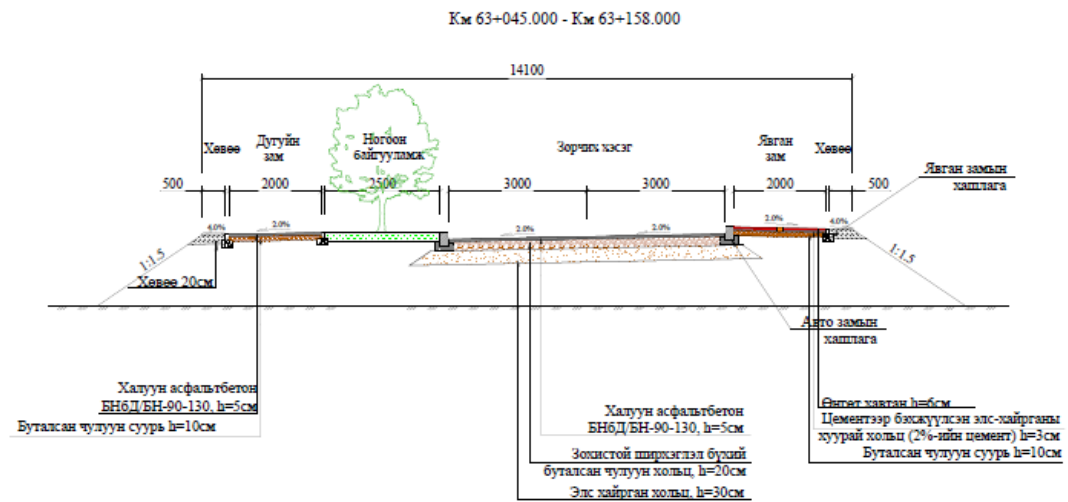 Км 63+045.000 - Км 63+158.000
14100
Хөвөө
Дугуйн
зам
Ногоон
байгууламж
Зорчих хэсэг
Явган
зам
Хөвөө
Явган замын
хашлага
500
2000
2500
3000
3000
2000
500
4.0%
2.0%
2.0%
2.0%
2.0%
4.0%
1:1.5
1:1.5
Хөвөө 20см
Авто замын
хашлага
Халуун асфальтбетон
БНбД/БН-90-130, h=5см
Буталсан чулуун суурь h=10см
Халуун асфальтбетон
БНбД/БН-90-130, h=5см
Зохистой ширхэглэл бүхий
буталсан чулуун хольц, h=20см
Элс хайрган хольц, h=30см
Өнгөт хавтан h=6см
Цементээр бэхжүүлсэн элс-хайрганы
хуурай хольц (2%-ийн цемент) h=3см
Буталсан чулуун суурь h=10см